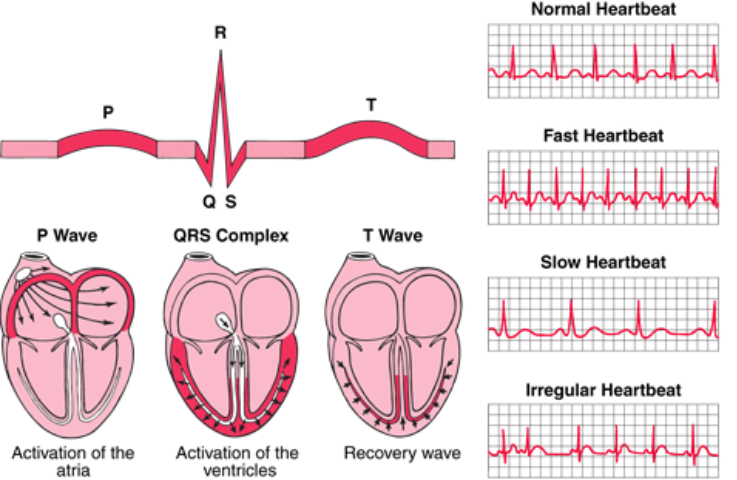 R
P
T
Q S
P Wave
QRS Complex
T Wave
Activation of the
atria
Activation of the
ventricles
Recovery wave
Normal Heartbeat
Fast Heartbeat
Slow Heartbeat
Irregular Heartbeat